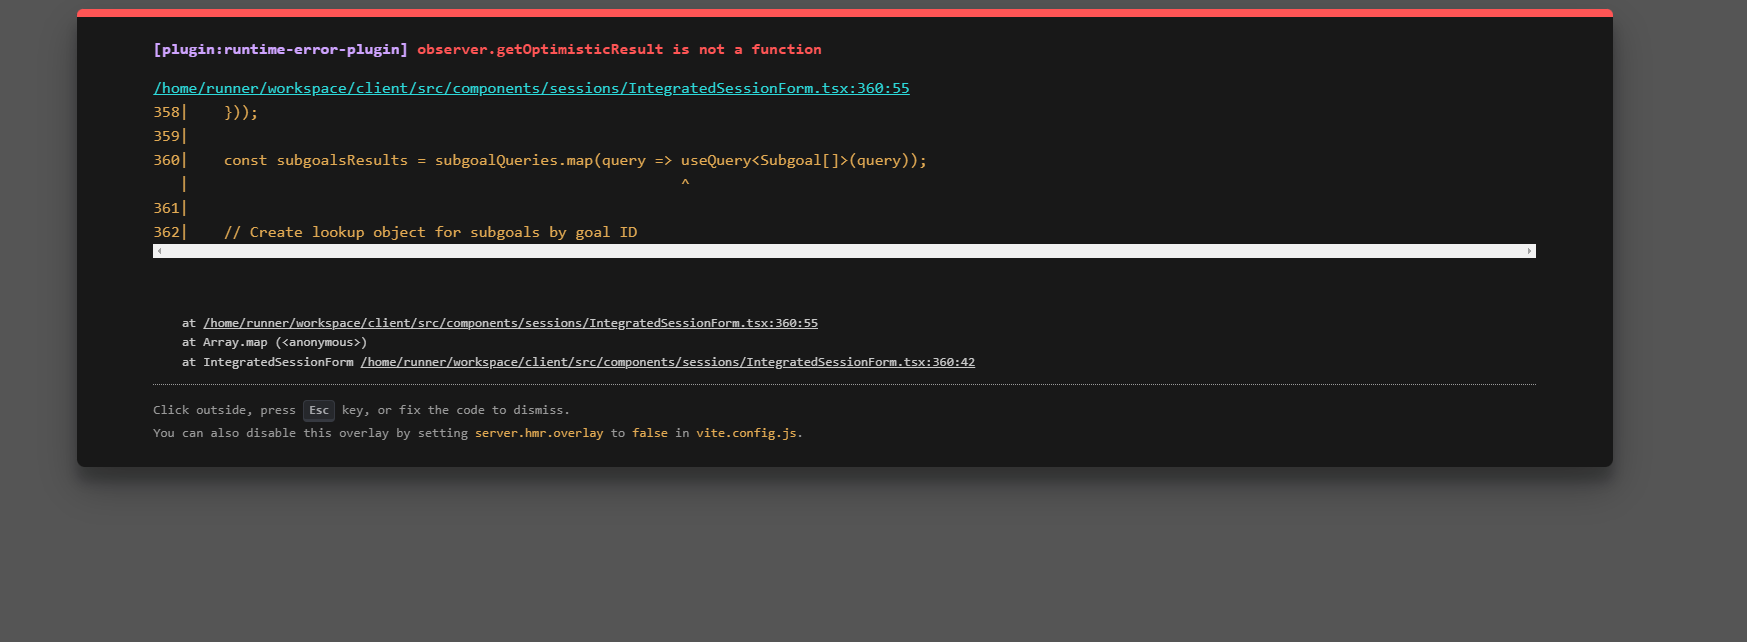 [plugin:runtime-error-plugin] observer.getOptimisticResult is not a function
/home/runner/workspace/client/src/components/sessions/IntegratedSessionForm.tsx:360:55
358|    }));
359|
360|    const subgoalsResults = subgoalQueries.map(query => useQuery<Subgoal[]>(query));
   |                                                         ^
361|
362|    // Create lookup object for subgoals by goal ID
at /home/runner/workspace/client/src/components/sessions/IntegratedSessionForm.tsx:360:55
at Array.map (<anonymous>)
at IntegratedSessionForm /home/runner/workspace/client/src/components/sessions/IntegratedSessionForm.tsx:360:42
Click outside, press Esc key, or fix the code to dismiss.
You can also disable this overlay by setting server.hmr.overlay to false in vite.config.js.